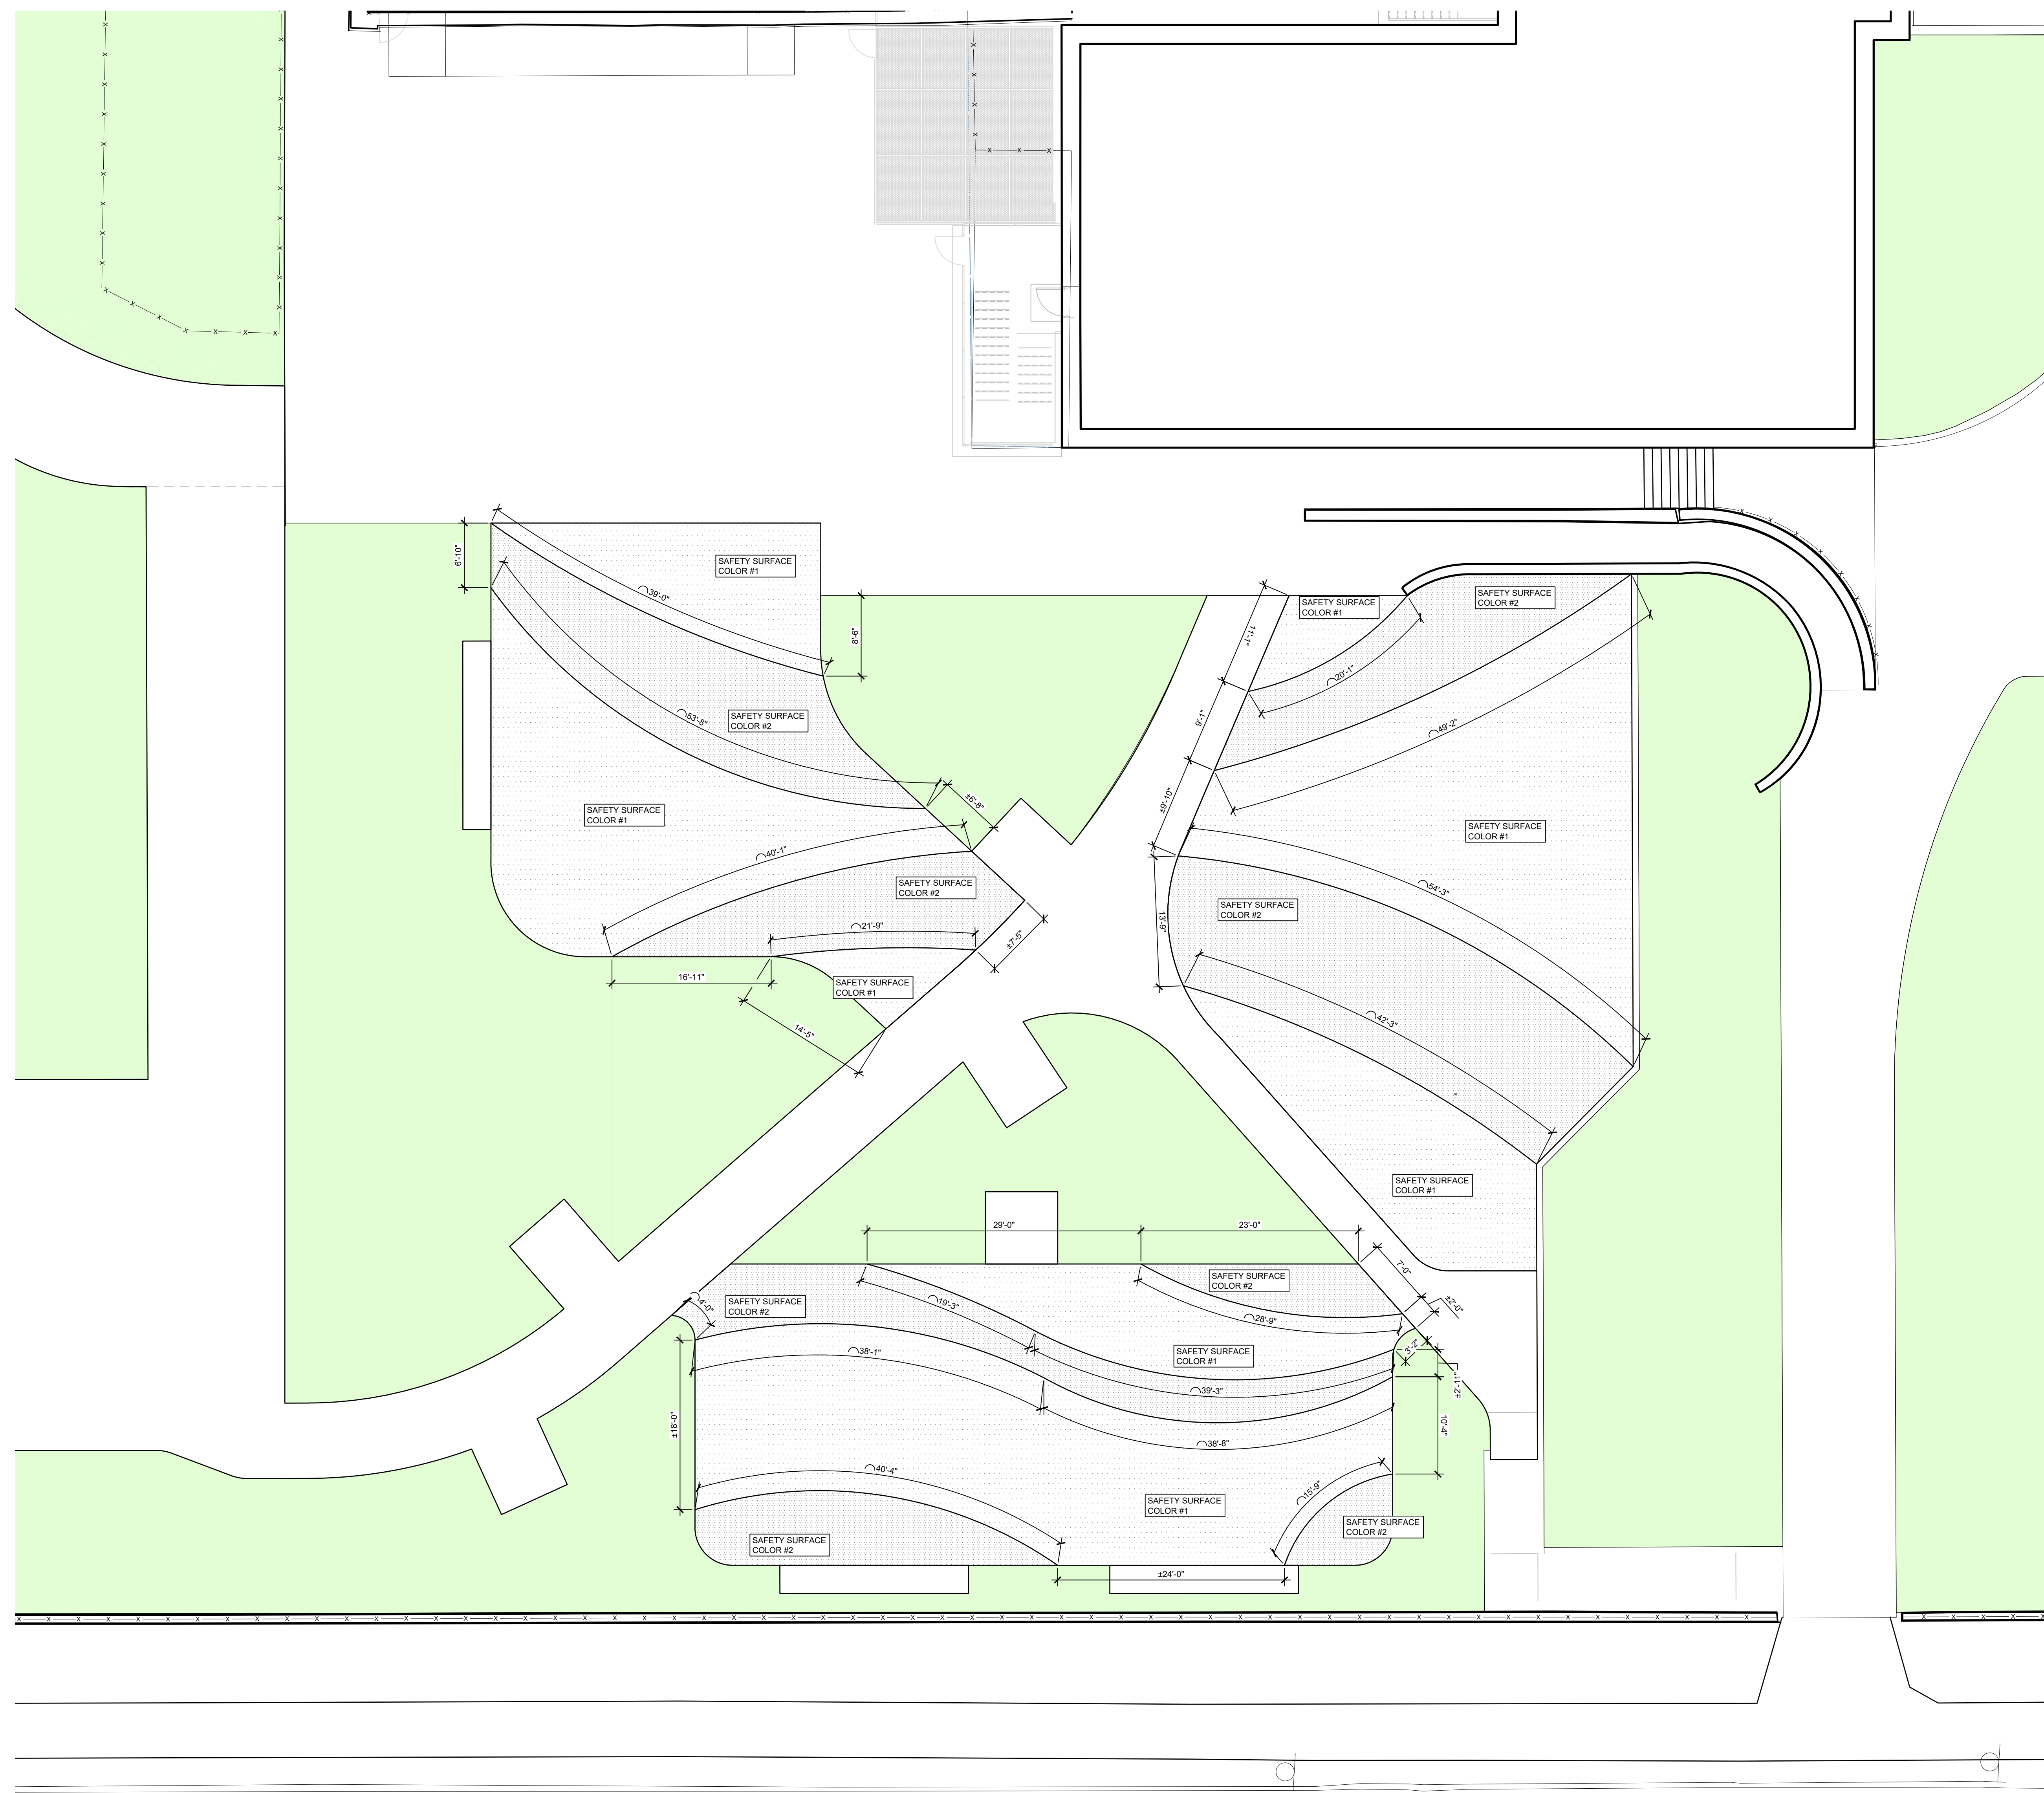 6'-10"
39'-0"
SAFETY SURFACE
COLOR #1
SAFETY SURFACE
COLOR #1
SAFETY SURFACE
COLOR #2
11'-1"
8'-6"
20'-1"
53'-8"
SAFETY SURFACE
COLOR #2
9'-1"
49'-2"
±6'-8"
±9'-10"
SAFETY SURFACE
COLOR #1
SAFETY SURFACE
COLOR #1
40'-1"
SAFETY SURFACE
COLOR #2
54'-3"
SAFETY SURFACE
COLOR #2
13'-9"
21'-9"
±7'-5"
16'-11"
SAFETY SURFACE
COLOR #1
42'-3"
14'-5"
"
SAFETY SURFACE
COLOR #1
29'-0"
23'-0"
7'-0"
SAFETY SURFACE
COLOR #2
4'-0"
SAFETY SURFACE
COLOR #2
19'-3"
28'-9"
±2'-0"
38'-1"
SAFETY SURFACE
COLOR #1
3'-2"
±2'-11"
39'-3"
±18'-0"
10'-4"
38'-8"
40'-4"
15'-9"
SAFETY SURFACE
COLOR #1
SAFETY SURFACE
COLOR #2
SAFETY SURFACE
COLOR #2
±24'-0"